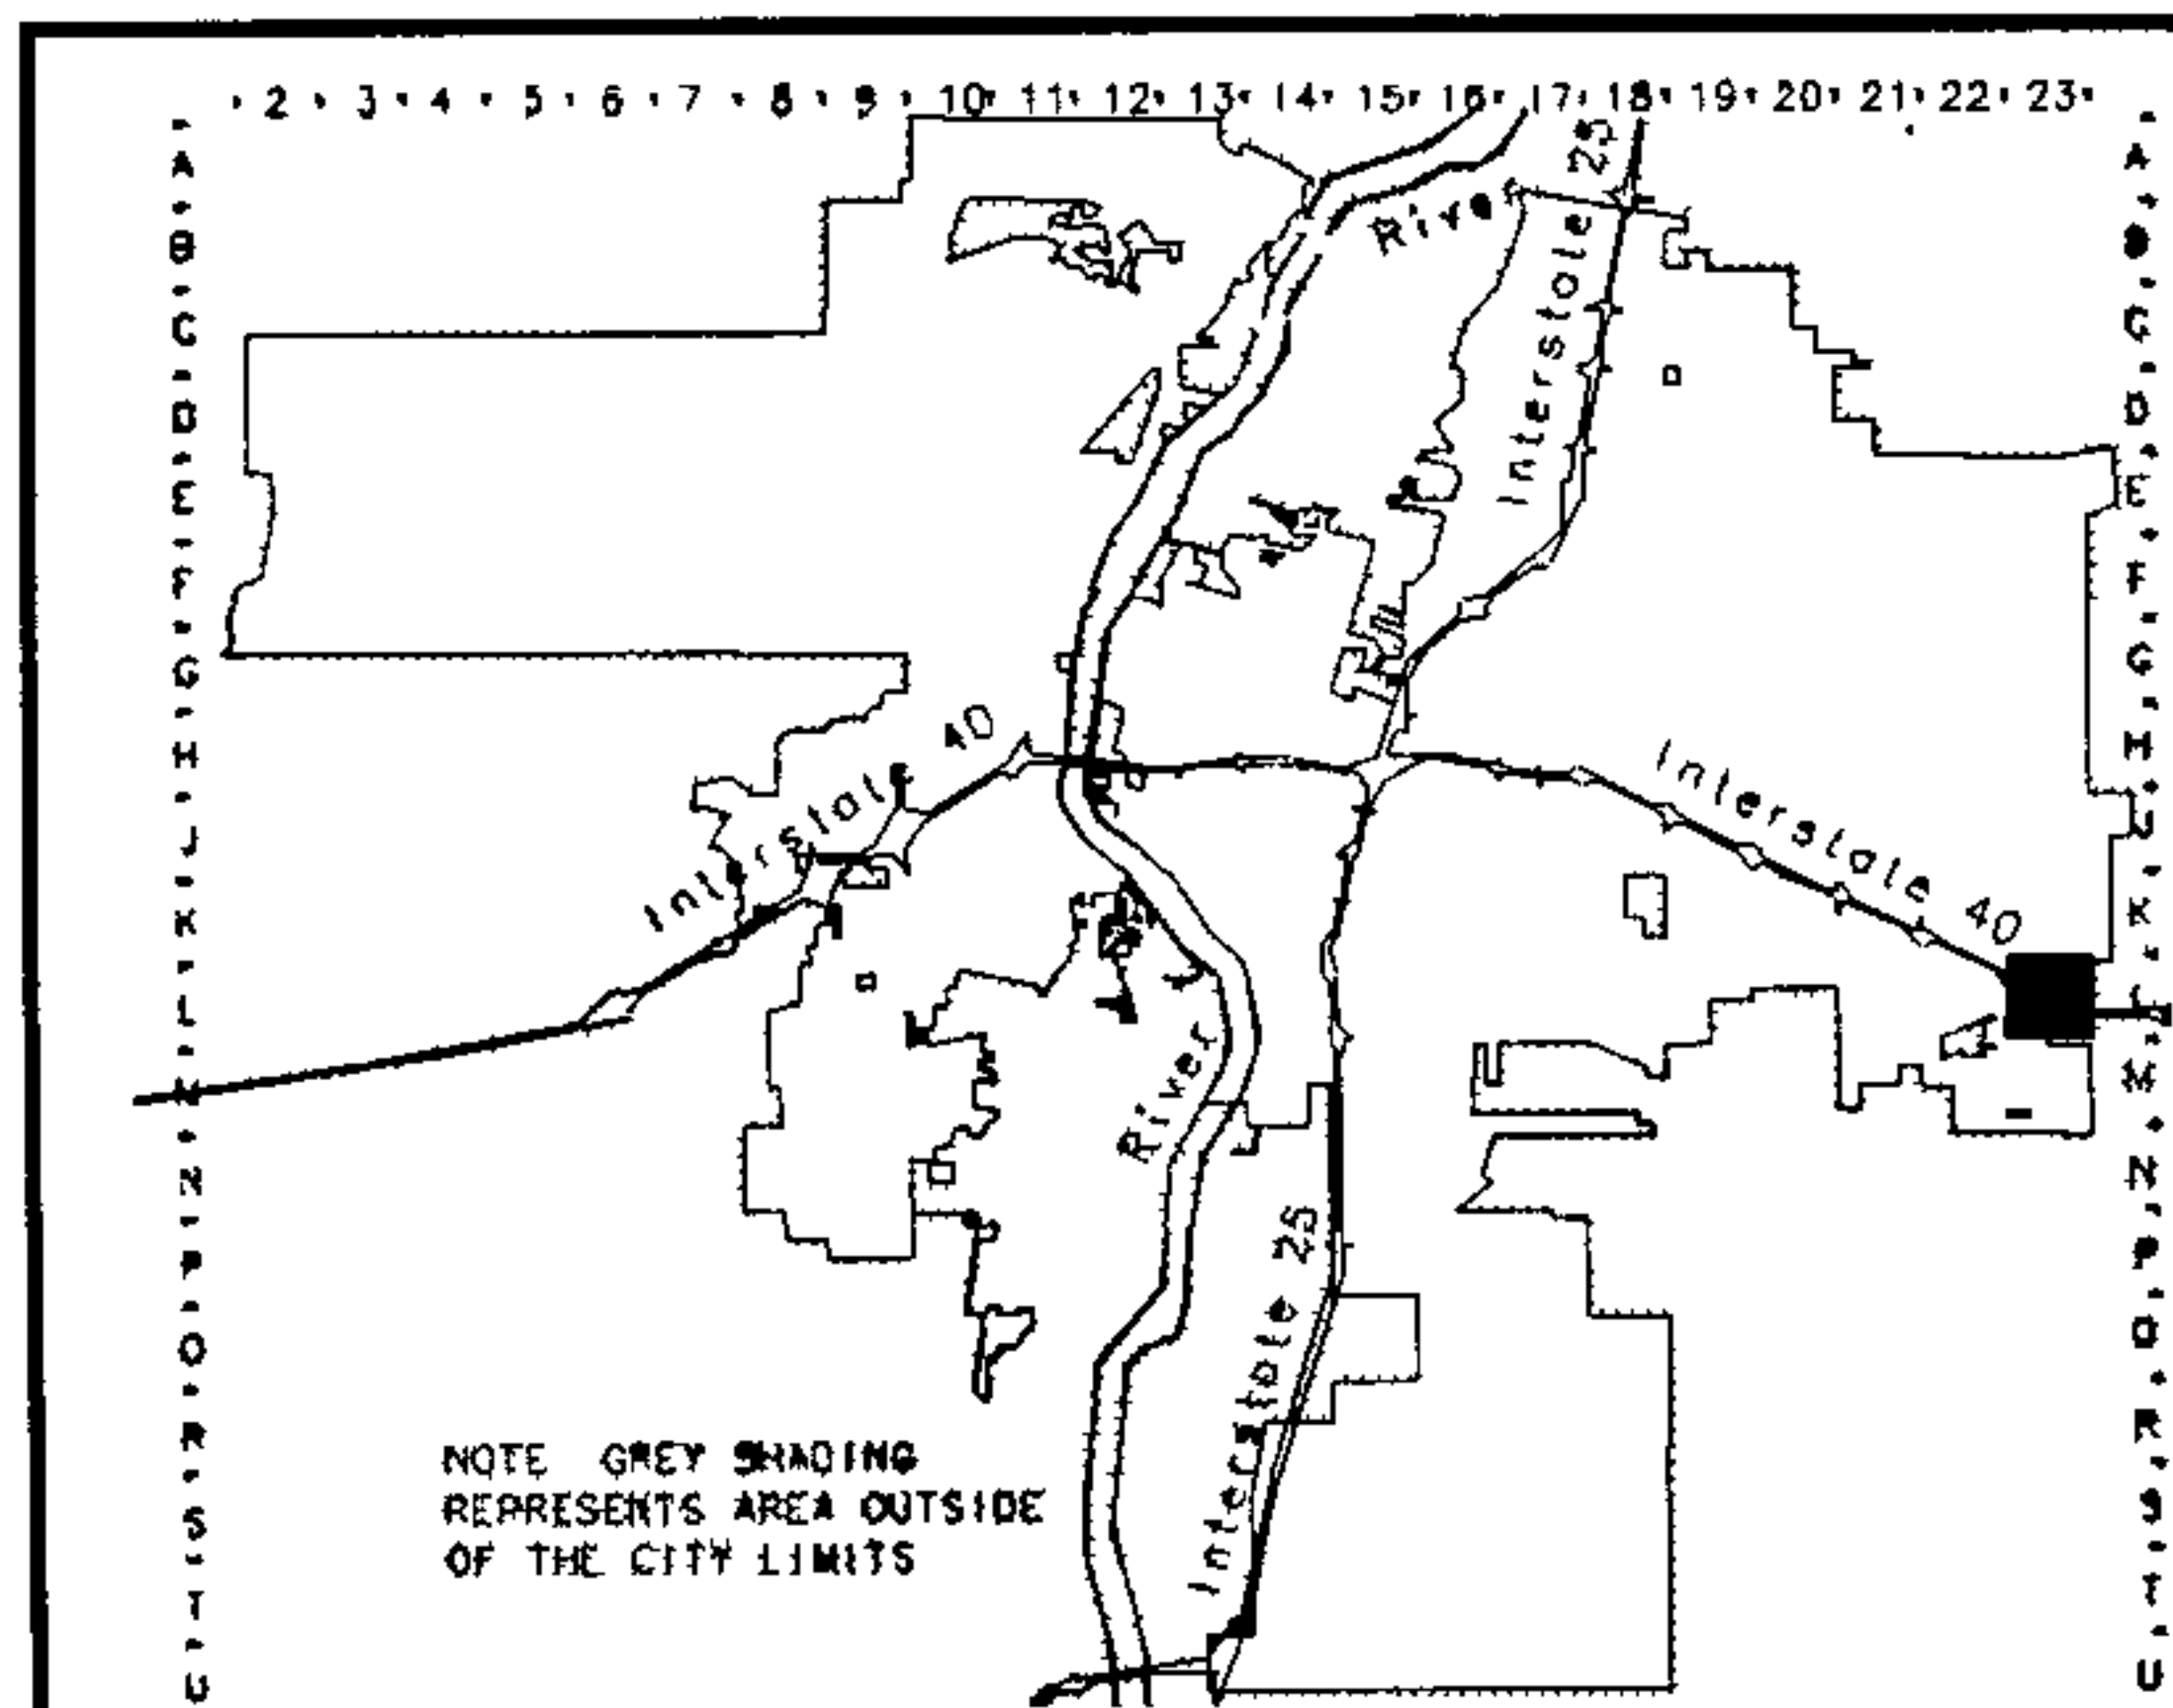 2 3 4 5 6 7 8 9 10 11 12 13 14 15 16 17 18 19 20 21 22 23
A A
B B
C C
D D
E E
F F
G G
H H
J J
K K
L L
M M
N N
P P
Q Q
R R
S S
T T
U U
River
Interstate 25
Interstate 40
Interstate 40
River
Interstate 25
NOTE GREY SHADING
REPRESENTS AREA OUTSIDE
OF THE CITY LIMITS